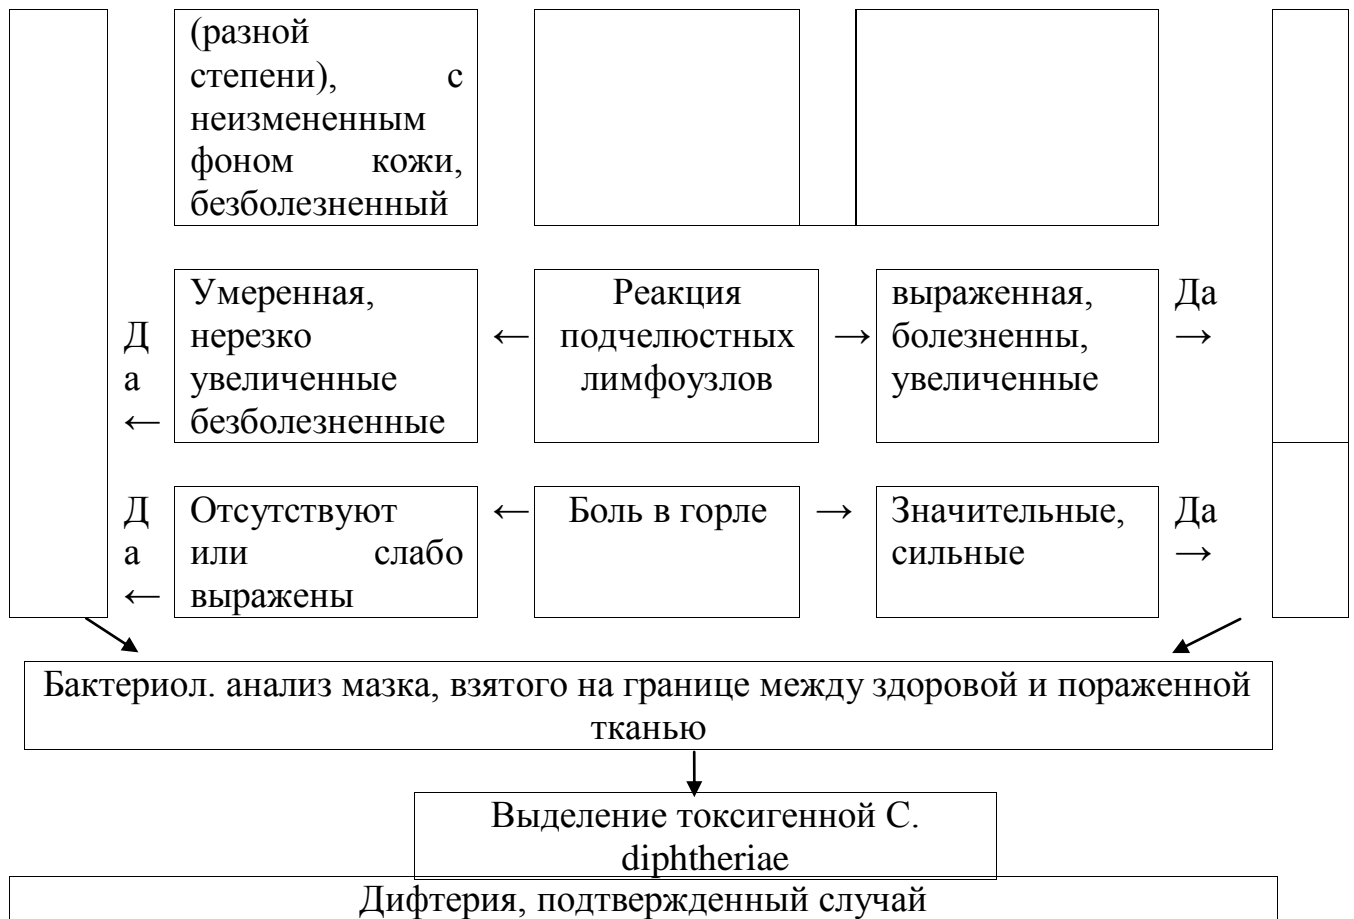 (разной
степени), с
неизмененным
фоном кожи,
безболезненный
Д
а
←
Умеренная,
нерезко
увеличенные
безболезненные
←
Реакция
подчелюстных
лимфоузлов
→
выраженная,
болезненны,
увеличенные
Да
→
Д
а
←
Отсутствуют
или слабо
выражены
←
Боль в горле
→
Значительные,
сильные
Да
→
Бактериол. анализ мазка, взятого на границе между здоровой и пораженной
тканью
Выделение токсигенной C.
diphtheriae
Дифтерия, подтвержденный случай